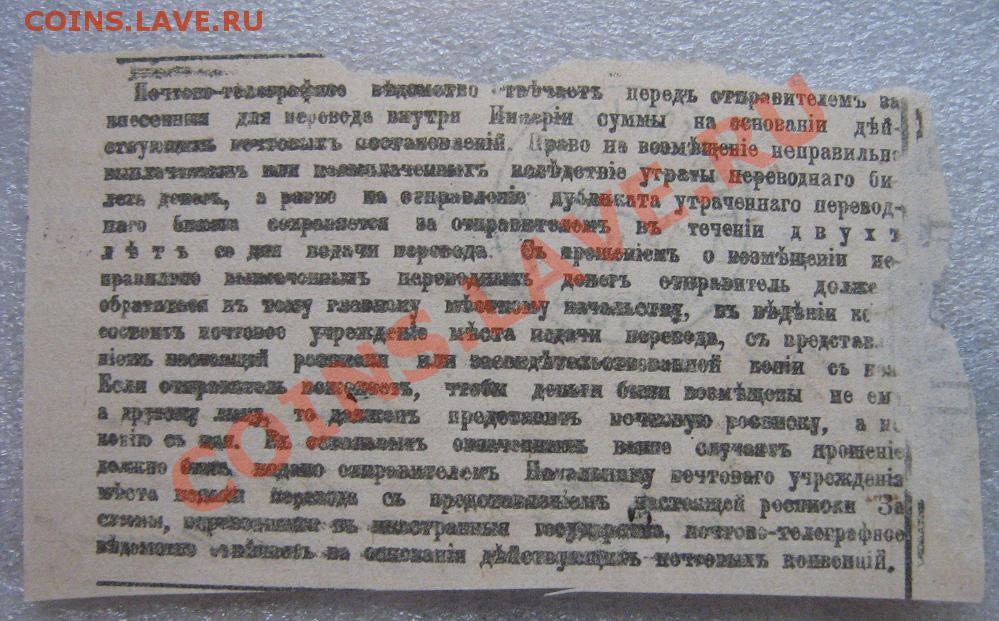 COINS.LAVE.RU
Почтово-телеграфное вѣдомство твѣчаетъ передъ отправителемъ за
внесенныя для перевода внутри Имперіи суммы на основаніи дѣй-
ствующихъ почтовыхъ постановленій. Право на возмѣщеніе неправильно
выплаченныхъ или невыплаченныхъ вслѣдствіе утраты переводнаго би-
лета денегъ, а равно на отправленіе дубликата утраченнаго перевод-
наго билета сохраняется за отправителемъ въ теченіи двухъ
лѣтъ со дня подачи перевода. Съ прошеніемъ о возмѣщеніи не-
правильно выплаченныхъ переводныхъ денегъ отправитель долже
обратиться къ тому главному мѣстному начальству, въ вѣдѣніи ко
состоитъ почтовое учрежденіе мѣста подачи перевода, съ представл
ніемъ настоящей росписки или засвидѣтельствованной копіи съ нея
Если отправитель пожелаетъ, чтобы деньги были возмѣщены не ему
а другому лицу, то долженъ представить почтовую росписку, а не
копію съ нея. Въ остальныхъ означенныхъ выше случаяхъ прошеніе
должно быть подано отправителемъ Начальнику почтоваго учрежденія
мѣста подачи перевода съ представленіемъ настоящей росписки За
суммы, переводимыя въ иностранныя государства, почтово-телеграфное
вѣдомство отвѣчаетъ на основаніи дѣйствующихъ почтовыхъ конвенцій.
COINS.LAVE.RU